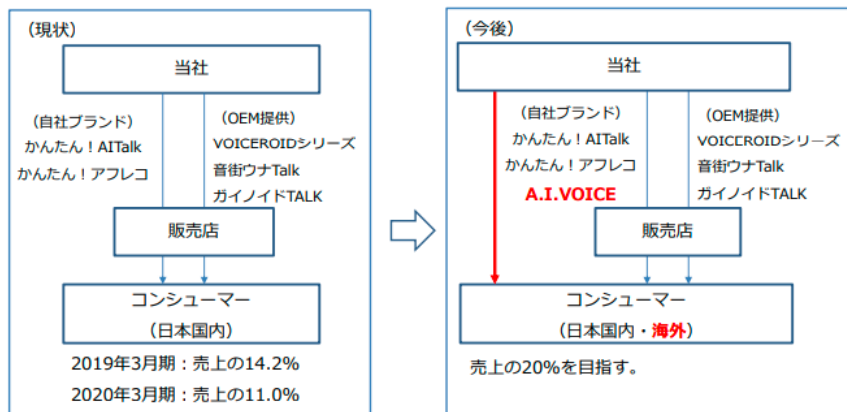 （現状）
当社
（自社ブランド）
かんたん！AITalk
かんたん！アフレコ
（OEM提供）
VOICEROIDシリーズ
音街ウナTalk
ガイノイドTALK
販売店
コンシューマー
（日本国内）
2019年3月期：売上の14.2%
2020年3月期：売上の11.0%
（今後）
当社
（自社ブランド）
かんたん！AITalk
かんたん！アフレコ
A.I.VOICE
（OEM提供）
VOICEROIDシリーズ
音街ウナTalk
ガイノイドTALK
販売店
コンシューマー
（日本国内・海外）
売上の20%を目指す。